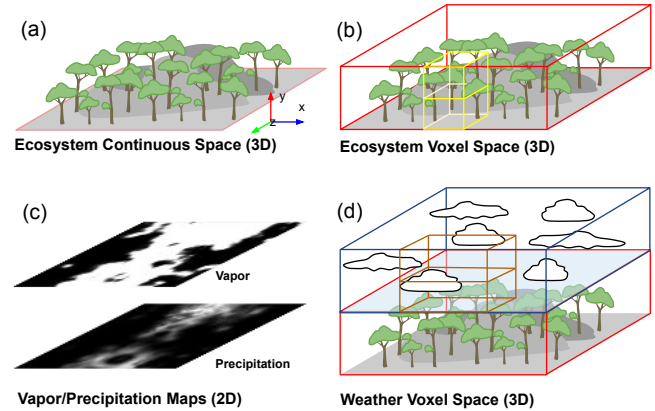 (a)
y
x
z
Ecosystem Continuous Space (3D)
(b)
Ecosystem Voxel Space (3D)
(c)
Vapor
Precipitation
Vapor/Precipitation Maps (2D)
(d)
Weather Voxel Space (3D)